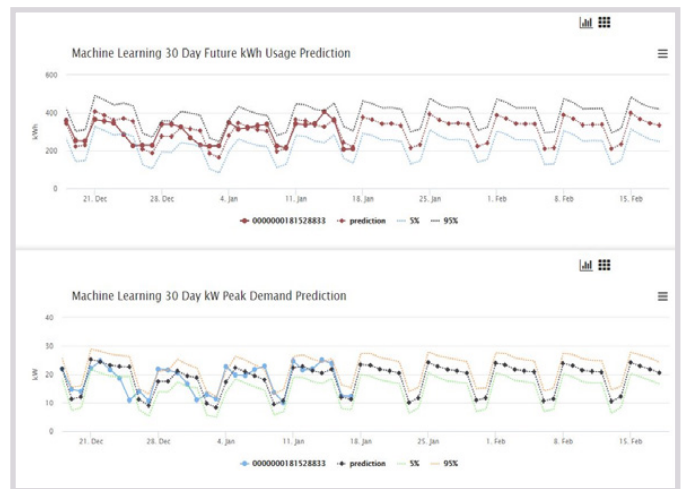 Machine Learning 30 Day Future kWh Usage Prediction
600
400
200
0
kWh
21. Dec 28. Dec 4. Jan 11. Jan 18. Jan 25. Jan 1. Feb 8. Feb 15. Feb
0000000181528833 prediction 5% 95%
Machine Learning 30 Day kW Peak Demand Prediction
40
30
20
10
0
kW
21. Dec 28. Dec 4. Jan 11. Jan 18. Jan 25. Jan 1. Feb 8. Feb 15. Feb
0000000181528833 prediction 5% 95%